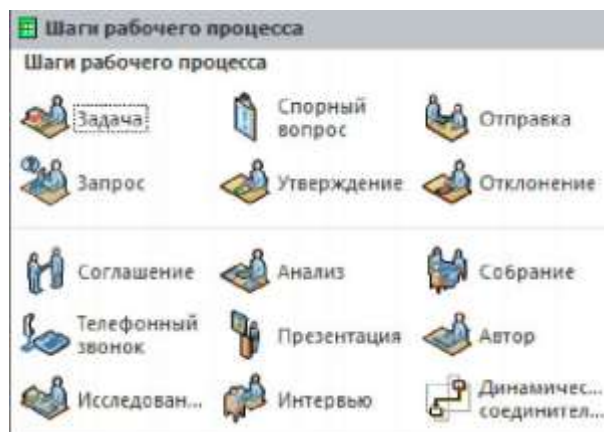 Шаги рабочего процесса
Шаги рабочего процесса
Задача
Спорный
вопрос
Отправка
Запрос
Утверждение
Отклонение
Соглашение
Анализ
Собрание
Телефонный
звонок
Презентация
Автор
Исследован...
Интервью
Динамичес...
соединител...